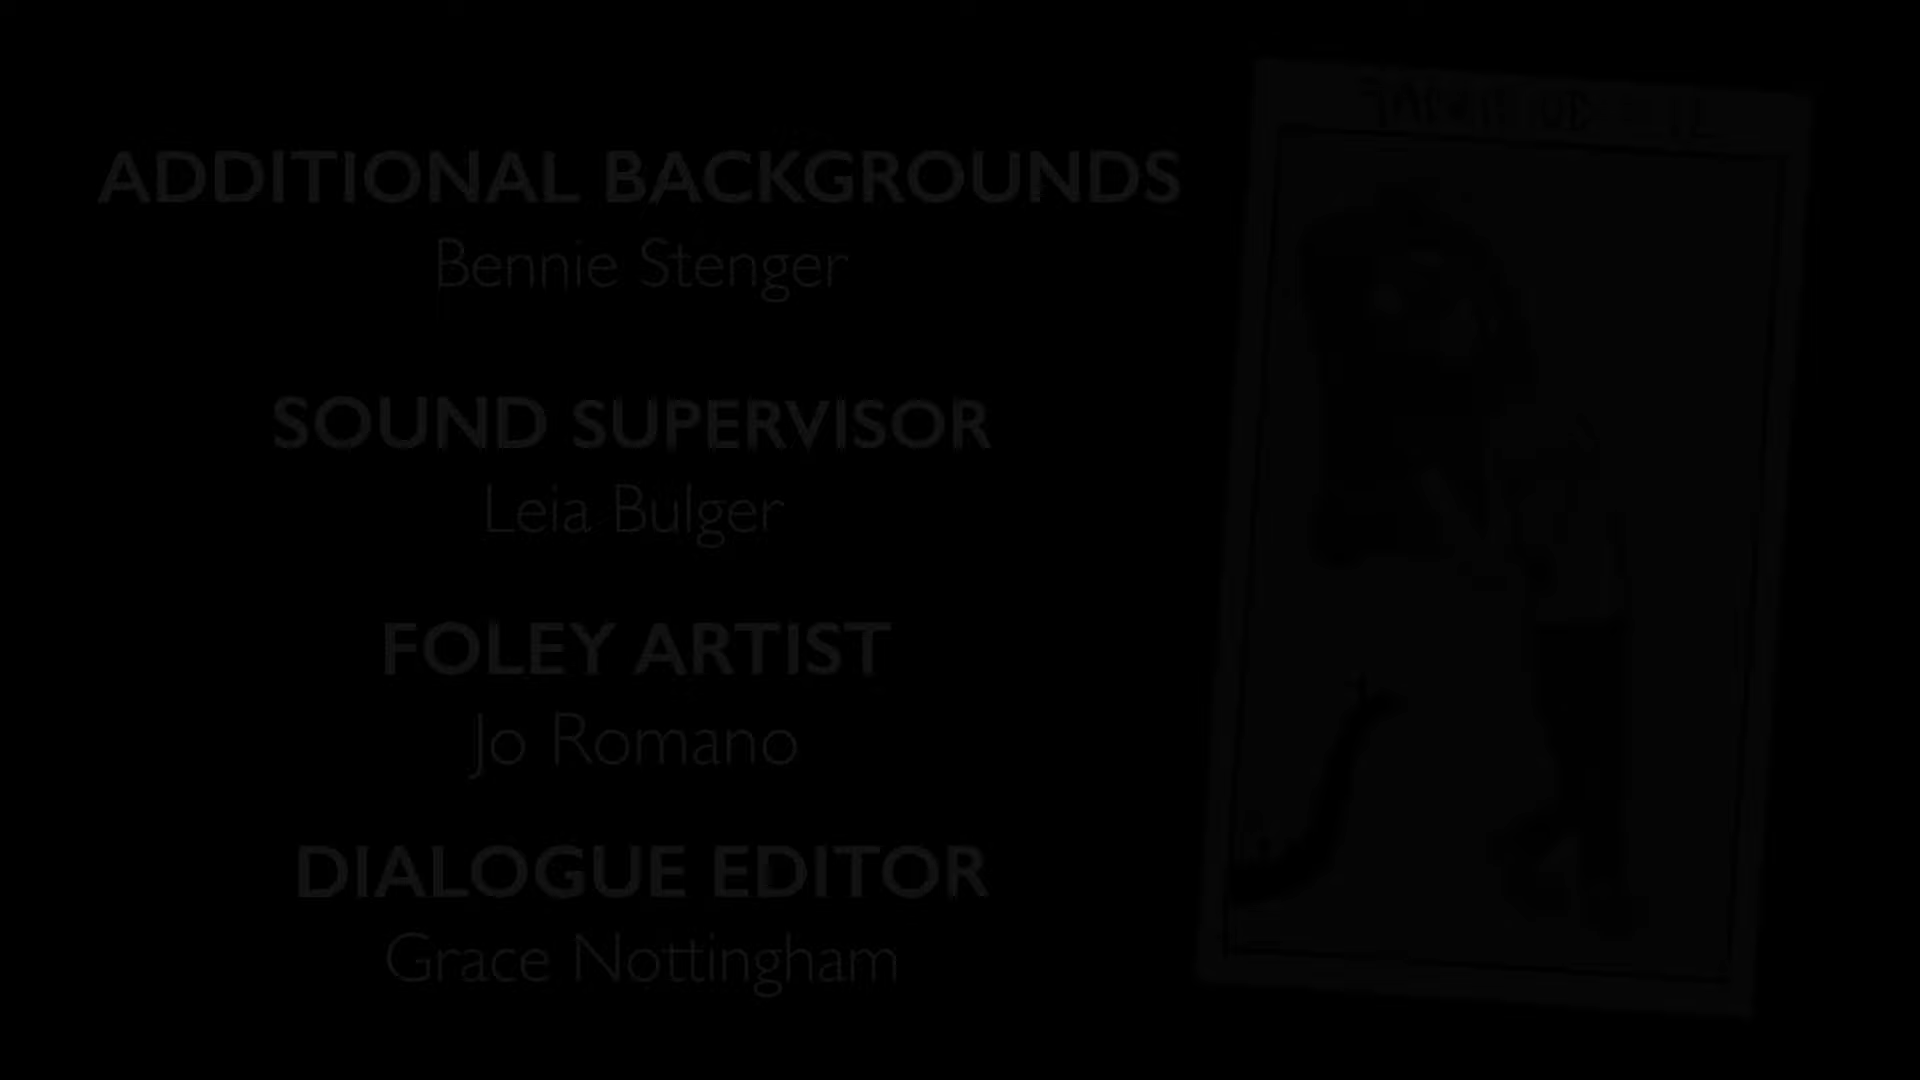 ADDITIONAL BACKGROUNDS
Bennie Stenger
SOUND SUPERVISOR
Leia Bulger
FOLEY ARTIST
Jo Romano
DIALOGUE EDITOR
Grace Nottingham